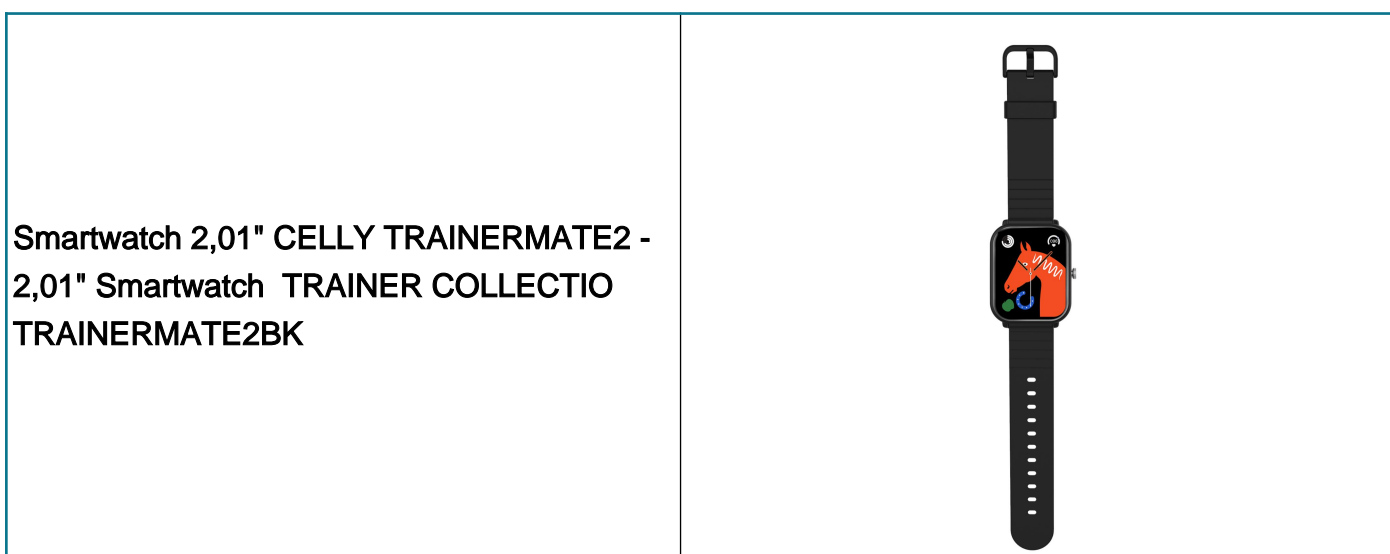 Smartwatch 2,01" CELLY TRAINERMATE2 -
2,01" Smartwatch  TRAINER COLLECTIO
TRAINERMATE2BK